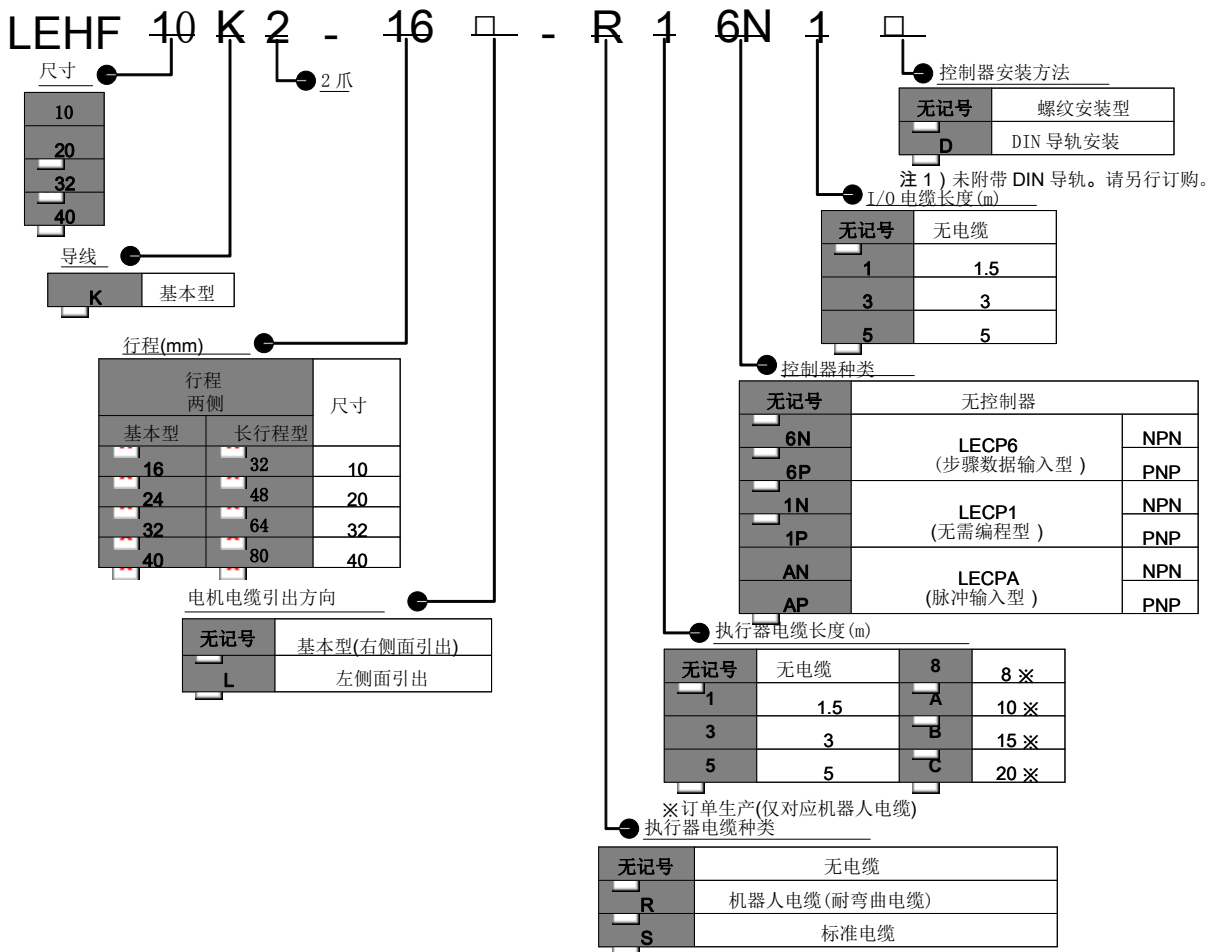 LEHF 10 K 2 - 16 □ - R 1 6N 1 □
尺寸
10
20
32
40
2爪
导线
K 基本型
行程(mm)
行程
两侧 尺寸
基本型 长行程型
16 32 10
24 48 20
32 64 32
40 80 40
电机电缆引出方向
无记号 基本型(右侧面引出)
L 左侧面引出
控制器安装方法
无记号 螺纹安装型
D DIN 导轨安装
注 1 ) 未附带 DIN 导轨。请另行订购。
I/O 电缆长度(m)
无记号 无电缆
1 1.5
3 3
5 5
控制器种类
无记号 无控制器
6N LECP6 (步骤数据输入型 ) NPN
6P PNP
1N LECP1 (无需编程型 ) NPN
1P PNP
AN LECPA (脉冲输入型 ) NPN
AP PNP
执行器电缆长度(m)
无记号 无电缆 8 8 ※
1 1.5 A 10 ※
3 3 B 15 ※
5 5 C 20 ※
※订单生产(仅对应机器人电缆)
执行器电缆种类
无记号 无电缆
R 机器人电缆(耐弯曲电缆)
S 标准电缆